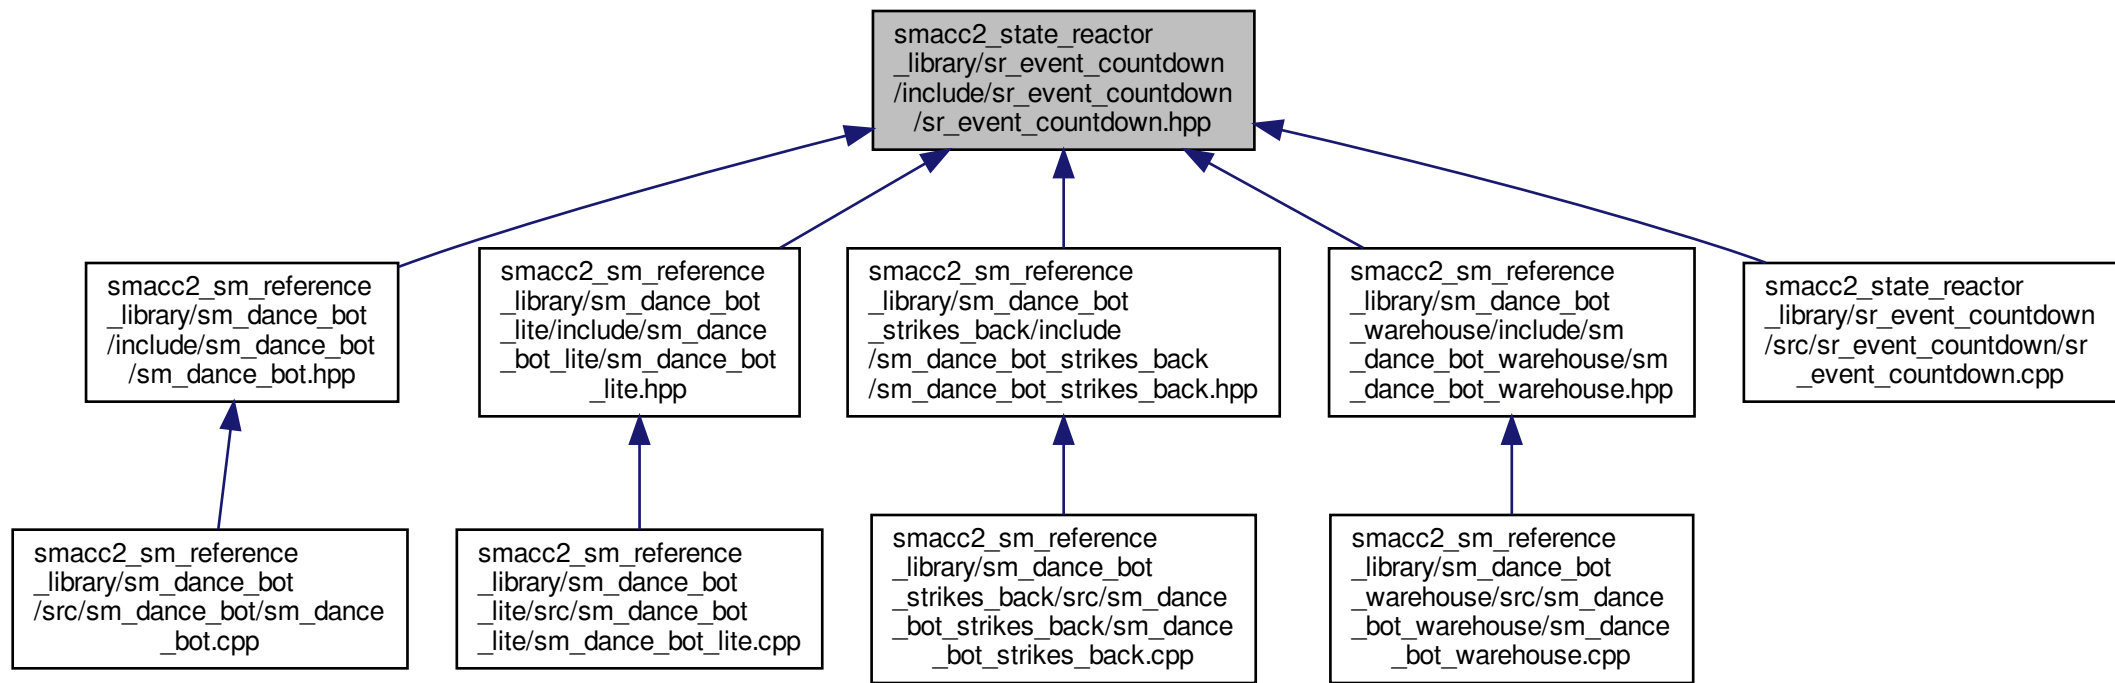 smacc2_state_reactor
_library/sr_event_countdown
/include/sr_event_countdown
/sr_event_countdown.hpp
smacc2_sm_reference
_library/sm_dance_bot
/include/sm_dance_bot
/sm_dance_bot.hpp
smacc2_sm_reference
_library/sm_dance_bot
_lite/include/sm_dance
_bot_lite/sm_dance_bot
_lite.hpp
smacc2_sm_reference
_library/sm_dance_bot
_strikes_back/include
/sm_dance_bot_strikes_back
/sm_dance_bot_strikes_back.hpp
smacc2_sm_reference
_library/sm_dance_bot
_warehouse/include/sm
_dance_bot_warehouse/sm
_dance_bot_warehouse.hpp
smacc2_state_reactor
_library/sr_event_countdown
/src/sr_event_countdown/sr
_event_countdown.cpp
smacc2_sm_reference
_library/sm_dance_bot
/src/sm_dance_bot/sm_dance
_bot.cpp
smacc2_sm_reference
_library/sm_dance_bot
_lite/src/sm_dance_bot
_lite/sm_dance_bot_lite.cpp
smacc2_sm_reference
_library/sm_dance_bot
_strikes_back/src/sm_dance
_bot_strikes_back/sm_dance
_bot_strikes_back.cpp
smacc2_sm_reference
_library/sm_dance_bot
_warehouse/src/sm_dance
_bot_warehouse/sm_dance
_bot_warehouse.cpp